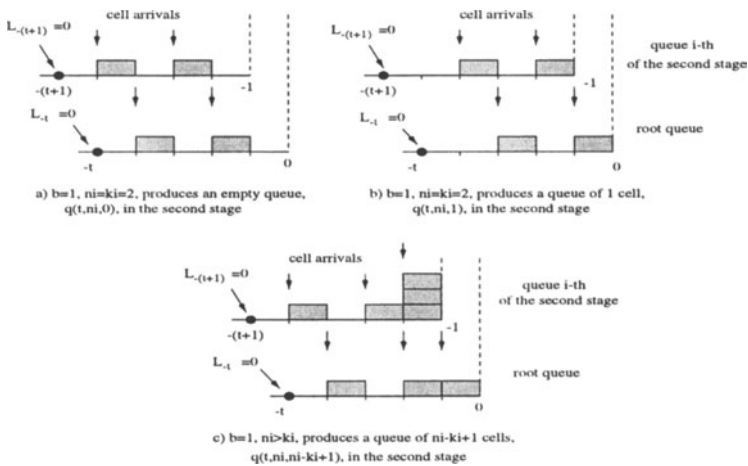 cell arrivals
L-(t+1) =0
-(t+1)
-1
queue i-th
of the second stage
L-t =0
-t
0
root queue
a) b=1, ni=ki=2, produces an empty queue,
q(t,ni,0), in the second stage
cell arrivals
L-(t+1) =0
-(t+1)
-1
L-t =0
-t
0
b) b=1, ni=ki=2, produces a queue of 1 cell,
q(t,ni,1), in the second stage
cell arrivals
L-(t+1) =0
-(t+1)
-1
queue i-th
of the second stage
L-t =0
-t
0
root queue
c) b=1, ni>ki, produces a queue of ni-ki+1 cells,
q(t,ni,ni-ki+1), in the second stage